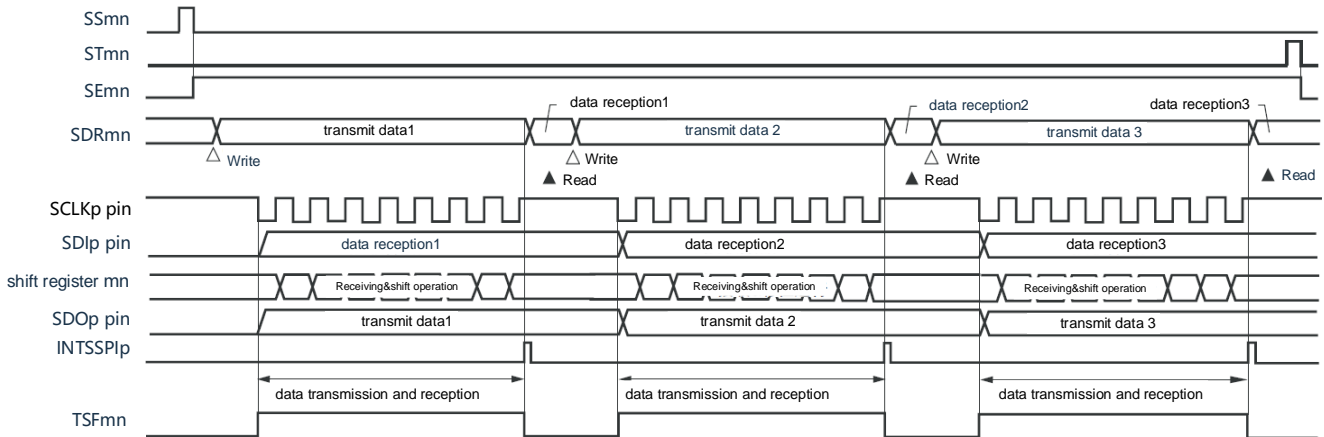 SSmn
STmn
SEmn
data reception1 data reception2 data reception3
SDRmn transmit data1 transmit data 2 transmit data 3
Write Write Write
Read Read Read
SCLKp pin
SDIp pin data reception1 data reception2 data reception3
shift register mn Receiving&shift operation Receiving&shift operation Receiving&shift operation
SDOp pin transmit data1 transmit data 2 transmit data 3
INTSSPIp
data transmission and reception data transmission and reception data transmission and reception
TSFmn